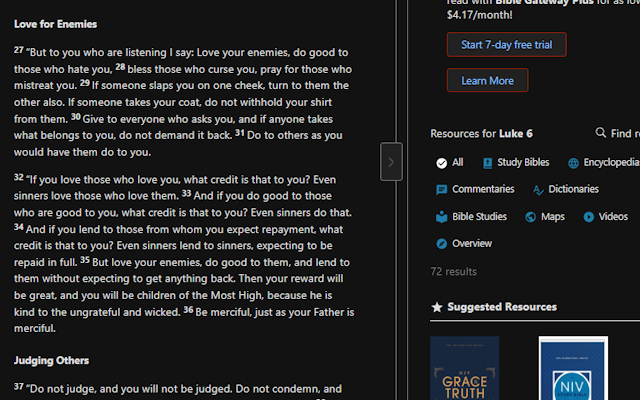 Love for Enemies
27 "But to you who are listening I say: Love your enemies, do good to
those who hate you, 28 bless those who curse you, pray for those who
mistreat you. 29 If someone slaps you on one cheek, turn to them the
other also. If someone takes your coat, do not withhold your shirt
from them. 30 Give to everyone who asks you, and if anyone takes
what belongs to you, do not demand it back. 31 Do to others as you
would have them do to you.
32 "If you love those who love you, what credit is that to you? Even
sinners love those who love them. 33 And if you do good to those
who are good to you, what credit is that to you? Even sinners do that.
34 And if you lend to those from whom you expect repayment, what
credit is that to you? Even sinners lend to sinners, expecting to be
repaid in full. 35 But love your enemies, do good to them, and lend to
them without expecting to get anything back. Then your reward will
be great, and you will be children of the Most High, because he is
kind to the ungrateful and wicked. 36 Be merciful, just as your Father is
merciful.
Judging Others
37 "Do not judge, and you will not be judged. Do not condemn, and
read with Bible Gateway Plus for as low
$4.17/month!
Start 7-day free trial
Learn More
Resources for Luke 6
Find re
All
Study Bibles
Encyclopedias
Commentaries
Dictionaries
Bible Studies
Maps
Videos
Overview
72 results
Suggested Resources
GRACE
TRUTH
NIV